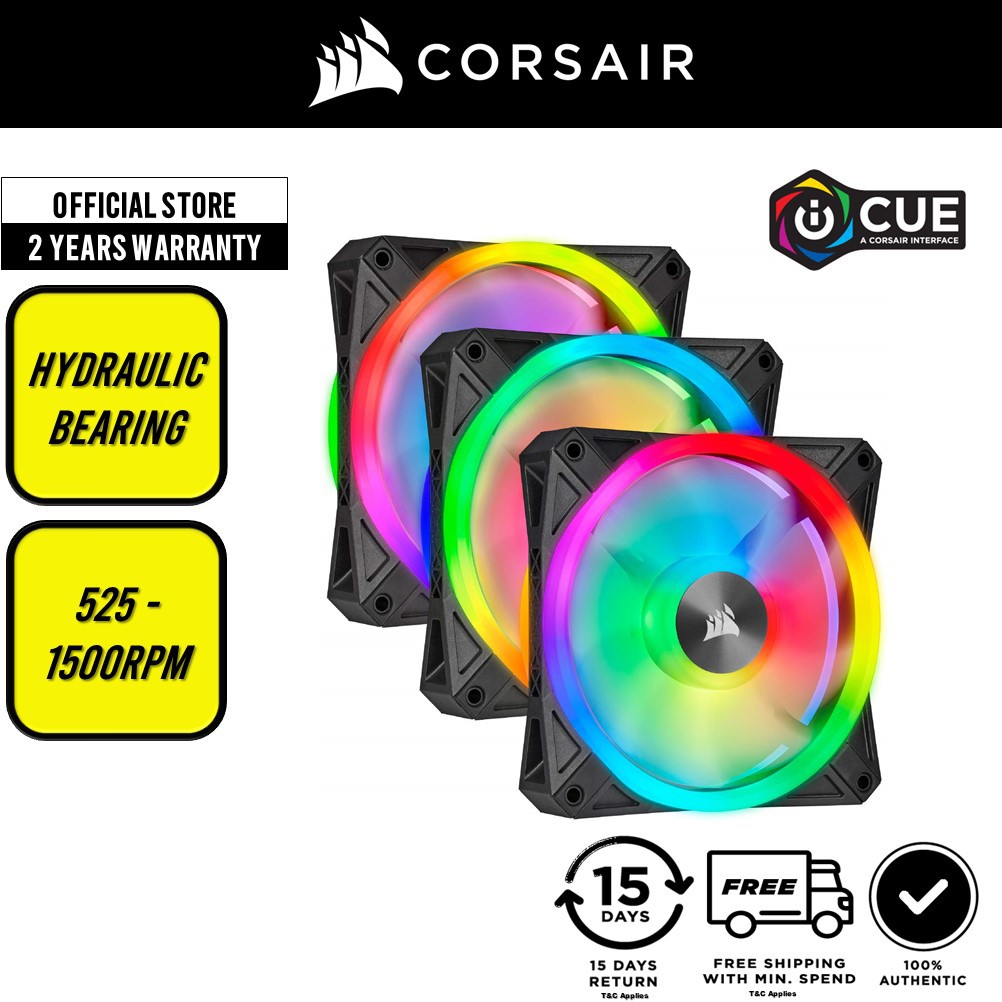 CORSAIR
OFFICIAL STORE
2 YEARS WARRANTY
iCUE
A CORSAIR INTERFACE
HYDRAULIC
BEARING
525 -
1500RPM
15
DAYS
15 DAYS
RETURN
T&C Applies
FREE
FREE SHIPPING
WITH MIN. SPEND
T&C Applies
100%
AUTHENTIC